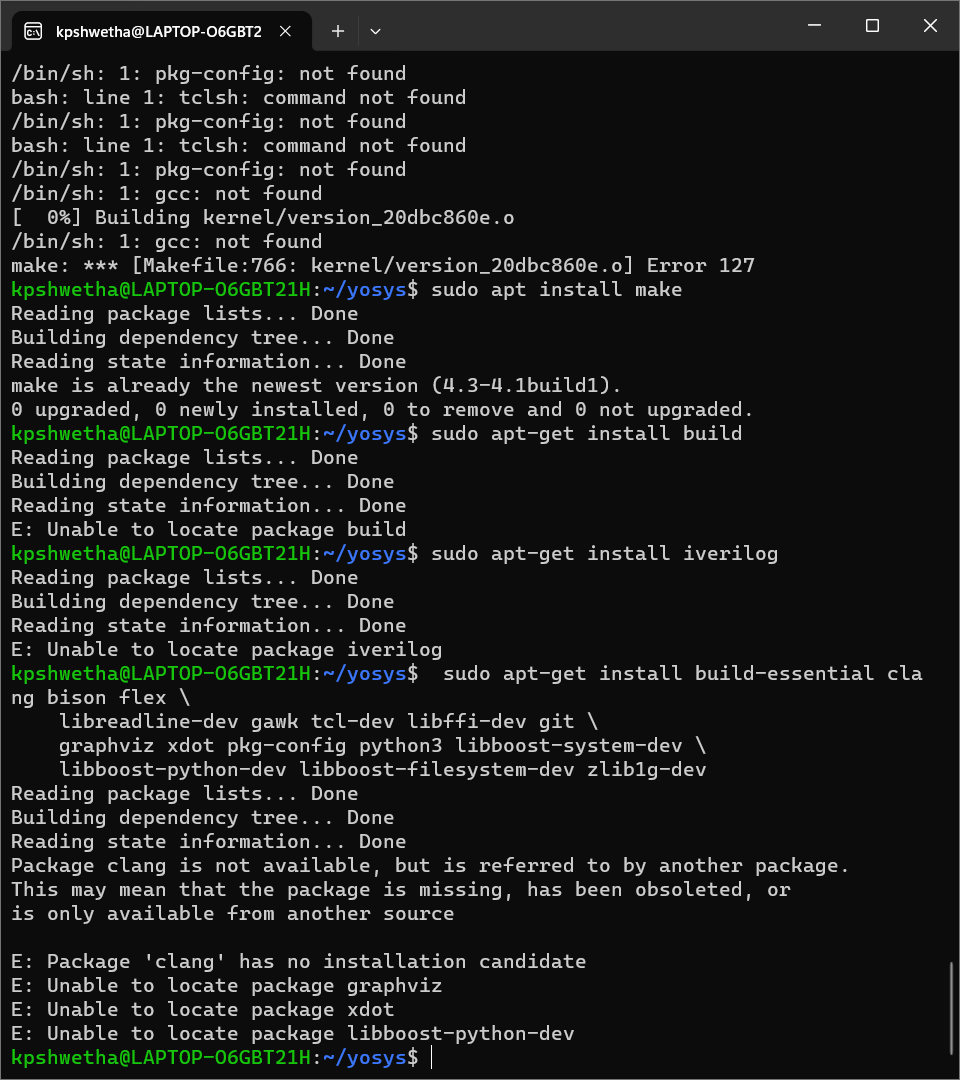 kpshwetha@LAPTOP-O6GBT2
/bin/sh: 1: pkg-config: not found
bash: line 1: tclsh: command not found
/bin/sh: 1: pkg-config: not found
bash: line 1: tclsh: command not found
/bin/sh: 1: pkg-config: not found
/bin/sh: 1: gcc: not found
[  0%] Building kernel/version_20dbc860e.o
/bin/sh: 1: gcc: not found
make: *** [Makefile:766: kernel/version_20dbc860e.o] Error 127
kpshwetha@LAPTOP-O6GBT21H:~/yosys$ sudo apt install make
Reading package lists... Done
Building dependency tree... Done
Reading state information... Done
make is already the newest version (4.3-4.1build1).
0 upgraded, 0 newly installed, 0 to remove and 0 not upgraded.
kpshwetha@LAPTOP-O6GBT21H:~/yosys$ sudo apt-get install build
Reading package lists... Done
Building dependency tree... Done
Reading state information... Done
E: Unable to locate package build
kpshwetha@LAPTOP-O6GBT21H:~/yosys$ sudo apt-get install iverilog
Reading package lists... Done
Building dependency tree... Done
Reading state information... Done
E: Unable to locate package iverilog
kpshwetha@LAPTOP-O6GBT21H:~/yosys$  sudo apt-get install build-essential cla
ng bison flex \
    libreadline-dev gawk tcl-dev libffi-dev git \
    graphviz xdot pkg-config python3 libboost-system-dev \
    libboost-python-dev libboost-filesystem-dev zlib1g-dev
Reading package lists... Done
Building dependency tree... Done
Reading state information... Done
Package clang is not available, but is referred to by another package.
This may mean that the package is missing, has been obsoleted, or
is only available from another source

E: Package 'clang' has no installation candidate
E: Unable to locate package graphviz
E: Unable to locate package xdot
E: Unable to locate package libboost-python-dev
kpshwetha@LAPTOP-O6GBT21H:~/yosys$